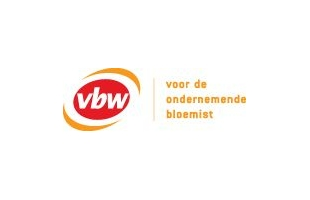 vbw
voor de
ondernemende
bloemist